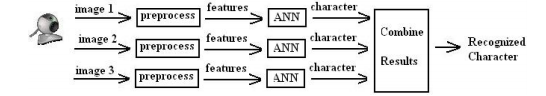 image 1 preprocess features ANN character
image 2 preprocess features ANN character
image 3 preprocess features ANN character
Combine
Results
Recognized
Character